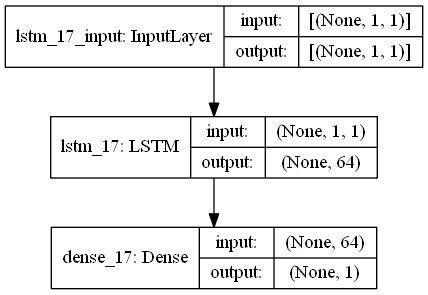 lstm_17_input: InputLayer
input: [(None, 1, 1)]
output: [(None, 1, 1)]
lstm_17: LSTM
input: (None, 1, 1)
output: (None, 64)
dense_17: Dense
input: (None, 64)
output: (None, 1)